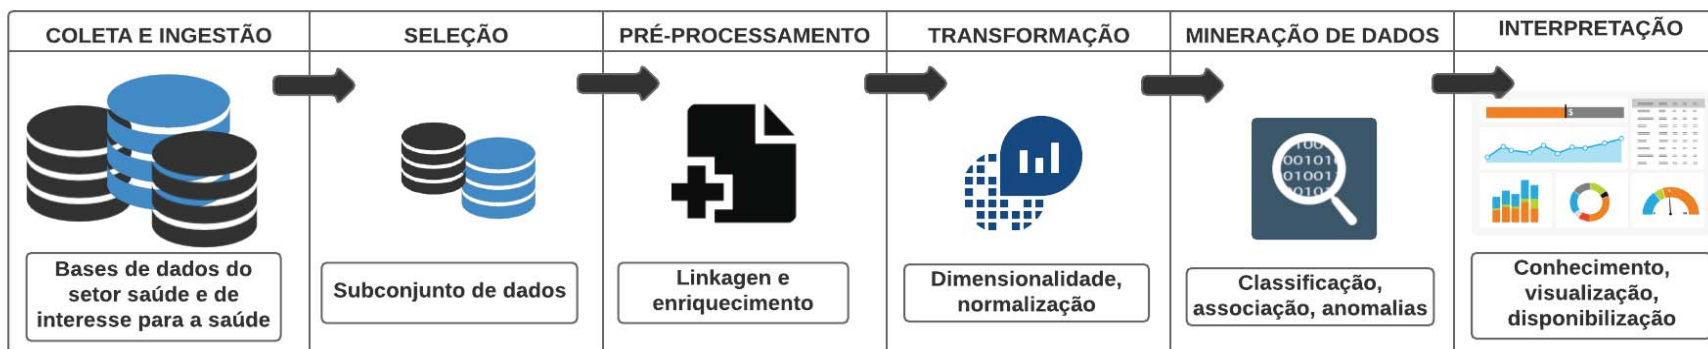 COLETA E INGESTÃO
SELEÇÃO
PRÉ-PROCESSAMENTO
TRANSFORMAÇÃO
MINERAÇÃO DE DADOS
INTERPRETAÇÃO
Bases de dados do
setor saúde e de
interesse para a saúde
Subconjunto de dados
Linkagen e
enriquecimento
Dimensionalidade,
normalização
Classificação,
associação, anomalias
Conhecimento,
visualização,
disponibilização